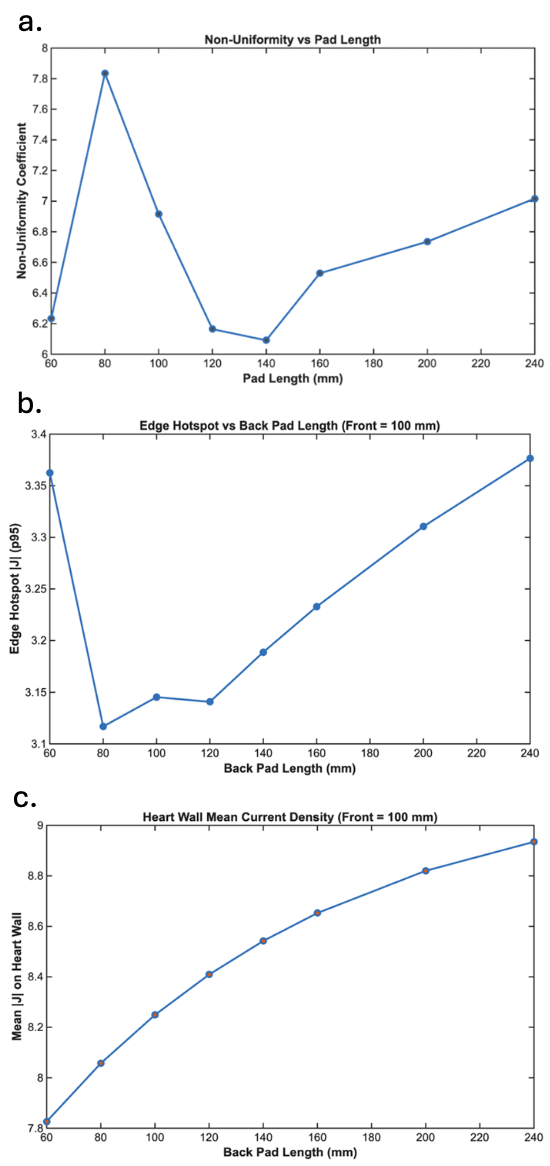 a.
Non-Uniformity vs Pad Length
Non-Uniformity Coefficient
8
7.8
7.6
7.4
7.2
7
6.8
6.6
6.4
6.2
6
60 80 100 120 140 160 180 200 220 240
Pad Length (mm)
b.
Edge Hotspot vs Back Pad Length (Front = 100 mm)
Edge Hotspot |J| (p95)
3.4
3.35
3.3
3.25
3.2
3.15
3.1
60 80 100 120 140 160 180 200 220 240
Back Pad Length (mm)
c.
Heart Wall Mean Current Density (Front = 100 mm)
Mean |J| on Heart Wall
9
8.8
8.6
8.4
8.2
8
7.8
60 80 100 120 140 160 180 200 220 240
Back Pad Length (mm)